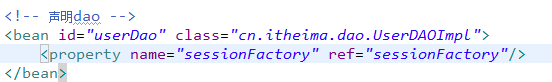 <!-- 声明dao -->
<bean id="userDao" class="cn.itheima.dao.UserDAOImpl">
<property name="sessionFactory" ref="sessionFactory"/>
</bean>